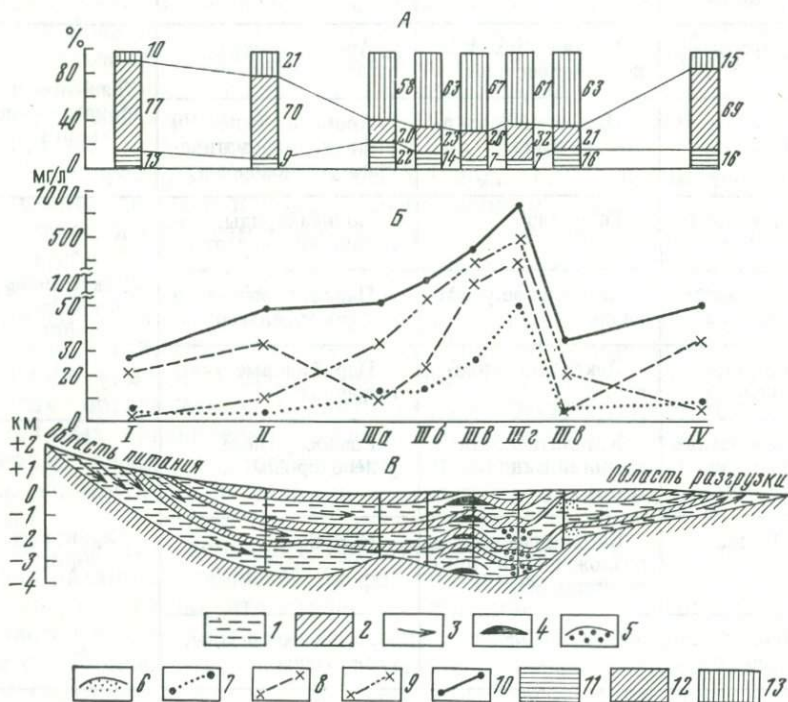 А
%
10 21 58 63 67 61 63 15
80
77 70 20 23 26 32 21 69
40
0
13 9 22 14 7 7 16 16
мг/л
1000
Б
500
100
50
30
20
0
I II IIIа IIIб IIIв IIIг IIIв IV
км
+2 Область питания В Область разгрузки
+1
0
-1
-2
-3
-4
1 2 3 4 5
6 7 8 9 10 11 12 13